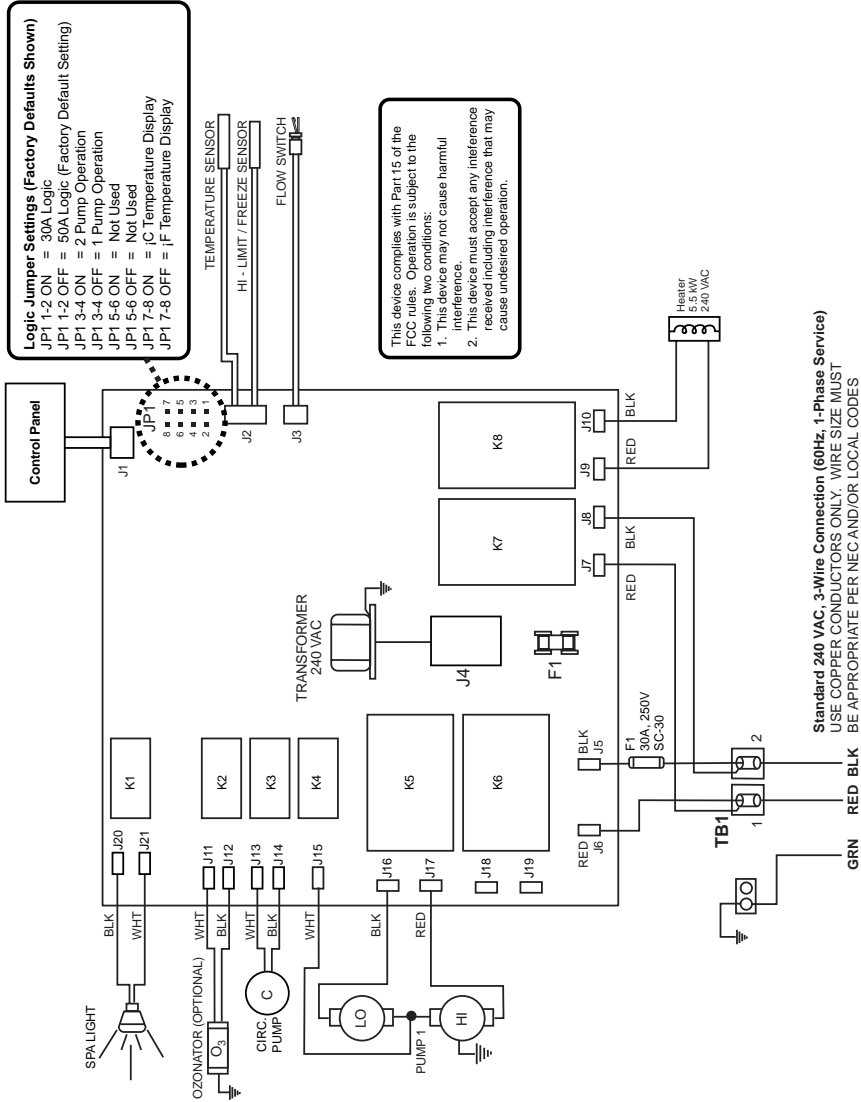 Control Panel
Logic Jumper Settings (Factory Defaults Shown)
JP1 1-2 ON = 30A Logic
JP1 1-2 OFF = 50A Logic (Factory Default Setting)
JP1 3-4 ON = 2 Pump Operation
JP1 3-4 OFF = 1 Pump Operation
JP1 5-6 ON = Not Used
JP1 5-6 OFF = Not Used
JP1 7-8 ON = ¡C Temperature Display
JP1 7-8 OFF = ¡F Temperature Display
J1
JP1
8 7
6 5
4 3
2 1
J2
TEMPERATURE SENSOR
HI - LIMIT / FREEZE SENSOR
J3
FLOW SWITCH
This device complies with Part 15 of the
FCC rules. Operation is subject to the
following two conditions:
1. This device may not cause harmful
interference.
2. This device must accept any interference
received including interference that may
cause undesired operation.
SPA LIGHT
BLK
WHT
J20
J21
K1
OZONATOR (OPTIONAL)
O3
WHT
BLK
J11
J12
K2
CIRC.
PUMP
C
WHT
BLK
J13
J14
K3
WHT
J15
K4
TRANSFORMER
240 VAC
J4
F1
PUMP 1
LO
HI
BLK
RED
J16
J17
K5
J18
J19
K6
K7
K8
RED
J6
BLK
J5
J7
RED
J8
BLK
J9
RED
J10
BLK
Heater
5.5 kW
240 VAC
F1
30A, 250V
SC-30
TB1
1
2
GRN
RED
BLK
Standard 240 VAC, 3-Wire Connection (60Hz, 1-Phase Service)
USE COPPER CONDUCTORS ONLY. WIRE SIZE MUST
BE APPROPRIATE PER NEC AND/OR LOCAL CODES